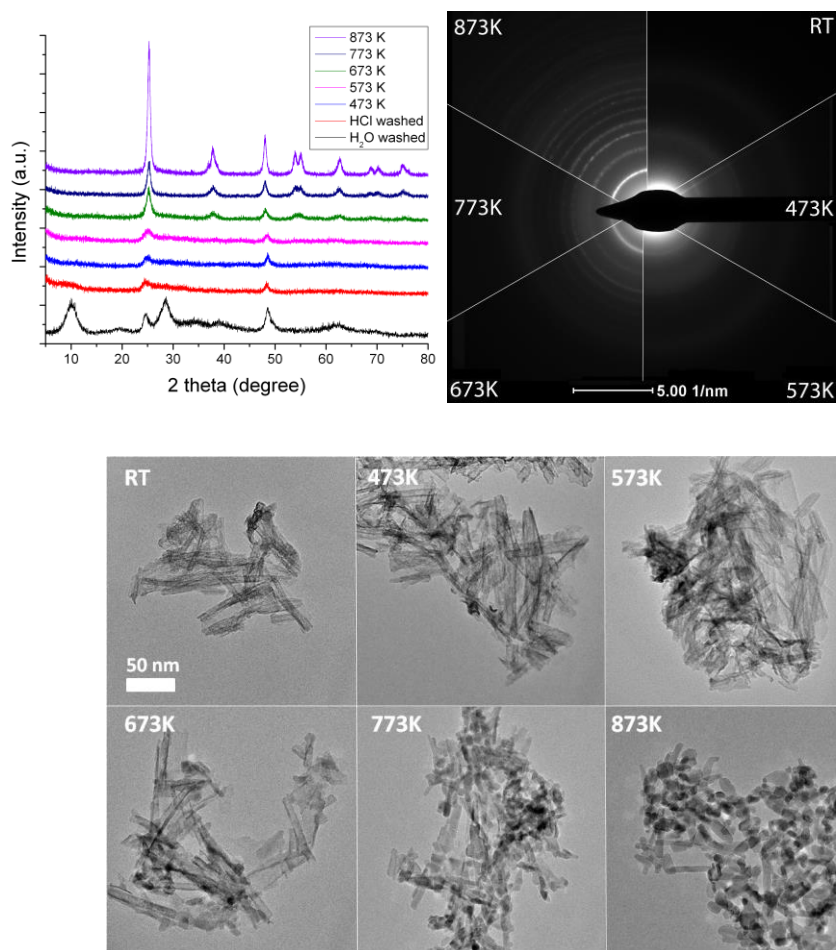 873 K
773 K
673 K
573 K
473 K
HCl washed
H₂O washed
Intensity (a.u.)
10 20 30 40 50 60 70 80
2 theta (degree)
873K RT
773K 473K
673K 5.00 1/nm 573K
RT 473K 573K
50 nm
673K 773K 873K